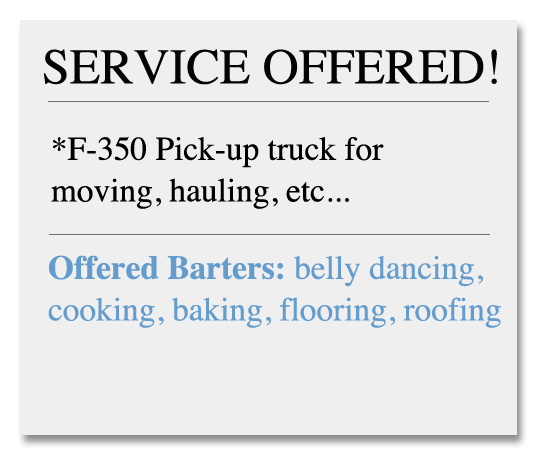 SERVICE OFFERED!
*F-350 Pick-up truck for
moving, hauling, etc...
Offered Barters: belly dancing,
cooking, baking, flooring, roofing